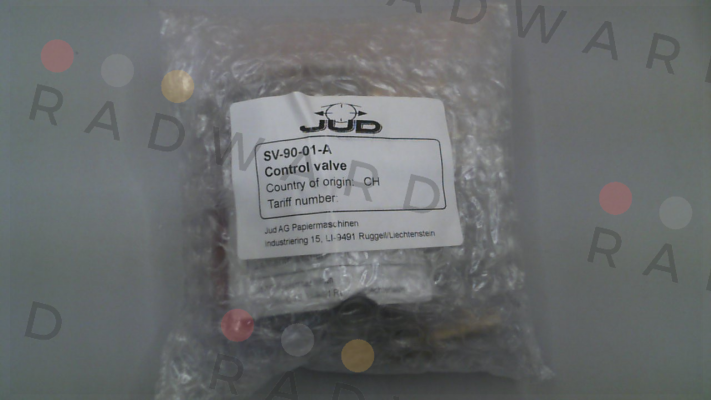 JUD
SV-90-01-A
Control valve
Country of origin: CH
Tariff number:
Jud AG Papiermaschinen
Industriering 15, LI-9491 Ruggell/Liechtenstein
RADWARD